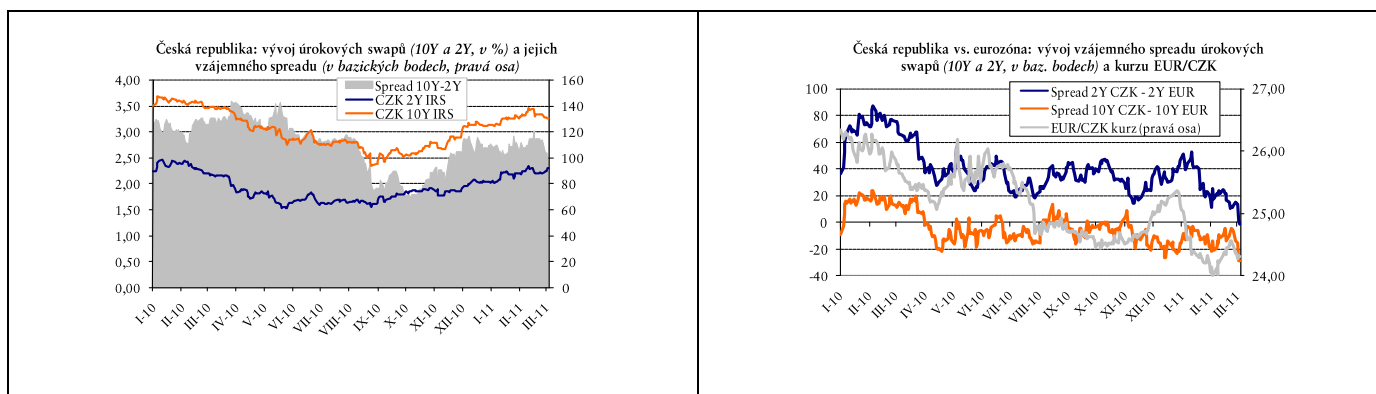 Česká republika: vývoj úrokových swapů (10Y a 2Y, v %) a jejich
vzájemného spreadu (v bazických bodech, pravá osa)
4,00
3,50
3,00
2,50
2,00
1,50
1,00
0,50
0,00
160
140
120
100
80
60
40
20
0
Spread 10Y-2Y
CZK 2Y IRS
CZK 10Y IRS
I-10
II-10
III-10
IV-10
V-10
VI-10
VII-10
VIII-10
IX-10
X-10
XI-10
XII-10
I-11
II-11
III-11
Česká republika vs. eurozóna: vývoj vzájemného spreadu úrokových
swapů (10Y a 2Y, v baz. bodech) a kurzu EUR/CZK
100
80
60
40
20
0
-20
-40
27,00
26,00
25,00
24,00
Spread 2Y CZK - 2Y EUR
Spread 10Y CZK- 10Y EUR
EUR/CZK kurz (pravá osa)
I-10
II-10
III-10
IV-10
V-10
VI-10
VII-10
VIII-10
IX-10
X-10
XI-10
XII-10
I-11
II-11
III-11